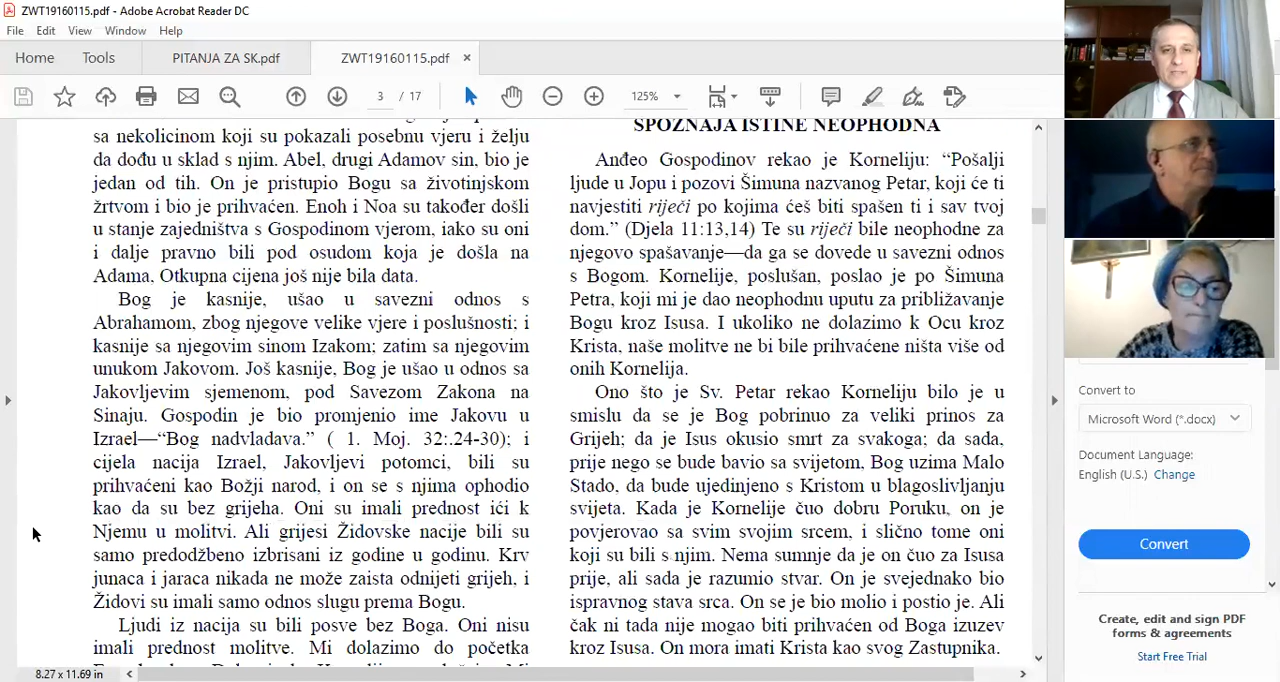 ZWT19160115.pdf - Adobe Acrobat Reader DC
File Edit View Window Help
Home Tools PITANJA ZA SK.pdf ZWT19160115.pdf ×
3 / 17 125%
sa nekolicinom koji su pokazali posebnu vjeru i želju
da dođu u sklad s njim. Abel, drugi Adamov sin, bio je
jedan od tih. On je pristupio Bogu sa životinjskom
žrtvom i bio je prihvaćen. Enoh i Noa su također došli
u stanje zajedništva s Gospodinom vjerom, iako su oni
i dalje pravno bili pod osudom koja je došla na
Adama, Otkupna cijena još nije bila data.
Bog je kasnije, ušao u savezni odnos s
Abrahamom, zbog njegove velike vjere i poslušnosti; i
kasnije sa njegovim sinom Izakom; zatim sa njegovim
unukom Jakovom. Još kasnije, Bog je ušao u odnos sa
Jakovljevim sjemenom, pod Savezom Zakona na
Sinaju. Gospodin je bio promjenio ime Jakovu u
Izrael—“Bog nadvladava.” ( 1. Moj. 32:.24-30); i
cijela nacija Izrael, Jakovljevi potomci, bili su
prihvaćeni kao Božji narod, i on se s njima ophodio
kao da su bez grijeha. Oni su imali prednost ići k
Njemu u molitvi. Ali grijesi Židovske nacije bili su
samo predodžbeno izbrisani iz godine u godinu. Krv
junaca i jaraca nikada ne može zaista odnijeti grijeh, i
Židovi su imali samo odnos slugu prema Bogu.
Ljudi iz nacija su bili posve bez Boga. Oni nisu
imali prednost molitve. Mi dolazimo do početka
SPOZNAJA ISTINE NEOPHODNA
Anđeo Gospodinov rekao je Korneliju: “Pošalji
ljude u Jopu i pozovi Šimuna nazvanog Petar, koji će ti
navjestiti riječi po kojima ćeš biti spašen ti i sav tvoj
dom.” (Djela 11:13,14) Te su riječi bile neophodne za
njegovo spašavanje—da ga se dovede u savezni odnos
s Bogom. Kornelije, poslušan, poslao je po Šimuna
Petra, koji mi je dao neophodnu uputu za približavanje
Bogu kroz Isusa. I ukoliko ne dolazimo k Ocu kroz
Krista, naše molitve ne bi bile prihvaćene ništa više od
onih Kornelija.
Ono što je Sv. Petar rekao Korneliju bilo je u
smislu da se je Bog pobrinuo za veliki prinos za
Grijeh; da je Isus okusio smrt za svakoga; da sada,
prije nego se bude bavio sa svijetom, Bog uzima Malo
Stado, da bude ujedinjeno s Kristom u blagoslivljanju
svijeta. Kada je Kornelije čuo dobru Poruku, on je
povjerovao sa svim svojim srcem, i slično tome oni
koji su bili s njim. Nema sumnje da je on čuo za Isusa
prije, ali sada je razumio stvar. On je svejednako bio
ispravnog stava srca. On se je bio molio i postio je. Ali
čak ni tada nije mogao biti prihvaćen od Boga izuzev
kroz Isusa. On mora imati Krista kao svog Zastupnika.
8.27 x 11.69 in
Convert to
Microsoft Word (*.docx)
Document Language:
English (U.S.) Change
Convert
Create, edit and sign PDF
forms & agreements
Start Free Trial